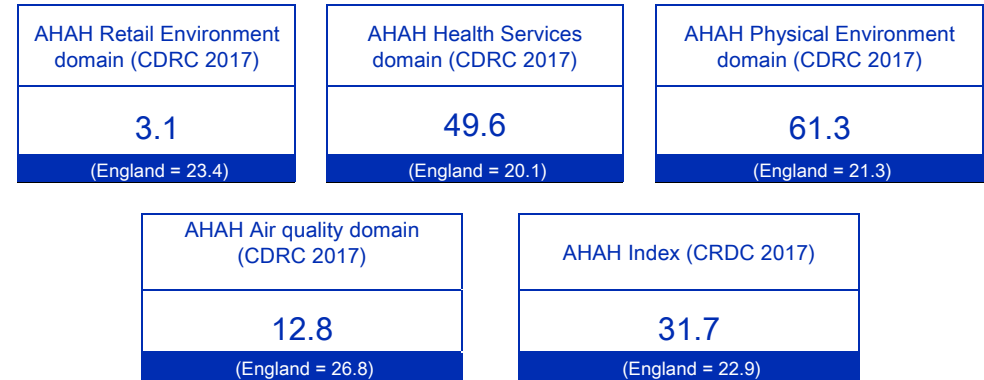 AHAH Retail Environment
domain (CDRC 2017)
3.1
(England = 23.4)
AHAH Health Services
domain (CDRC 2017)
49.6
(England = 20.1)
AHAH Physical Environment
domain (CDRC 2017)
61.3
(England = 21.3)
AHAH Air quality domain
(CDRC 2017)
12.8
(England = 26.8)
AHAH Index (CRDC 2017)
31.7
(England = 22.9)